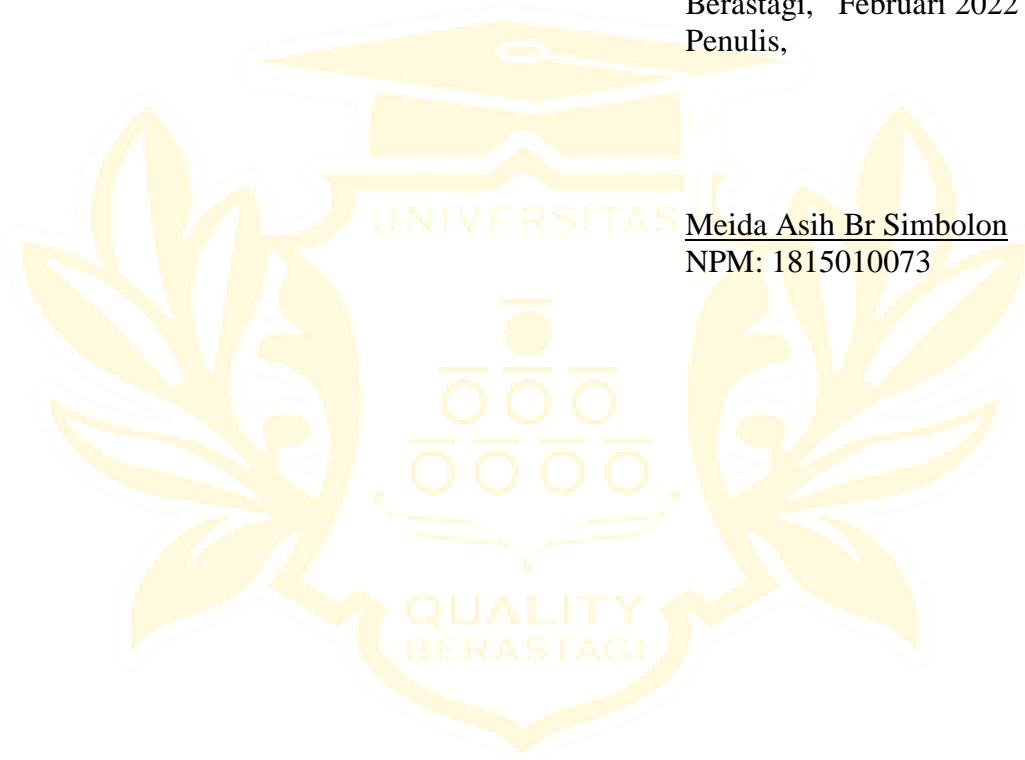 Berastagi, Februari 2022
Penulis,
UNIVERSITAS
Meida Asih Br Simbolon
NPM: 1815010073
QUALITY
BERASTAGI